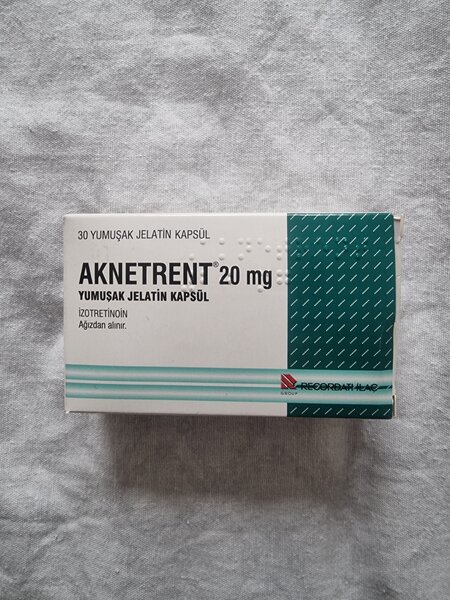 30 YUMUŞAK JELATİN KAPSÜL
AKNETRENT® 20 mg
YUMUŞAK JELATİN KAPSÜL
İZOTRETİNOİN
Ağızdan alınır.
RECORDATI İLAÇ
GROUP